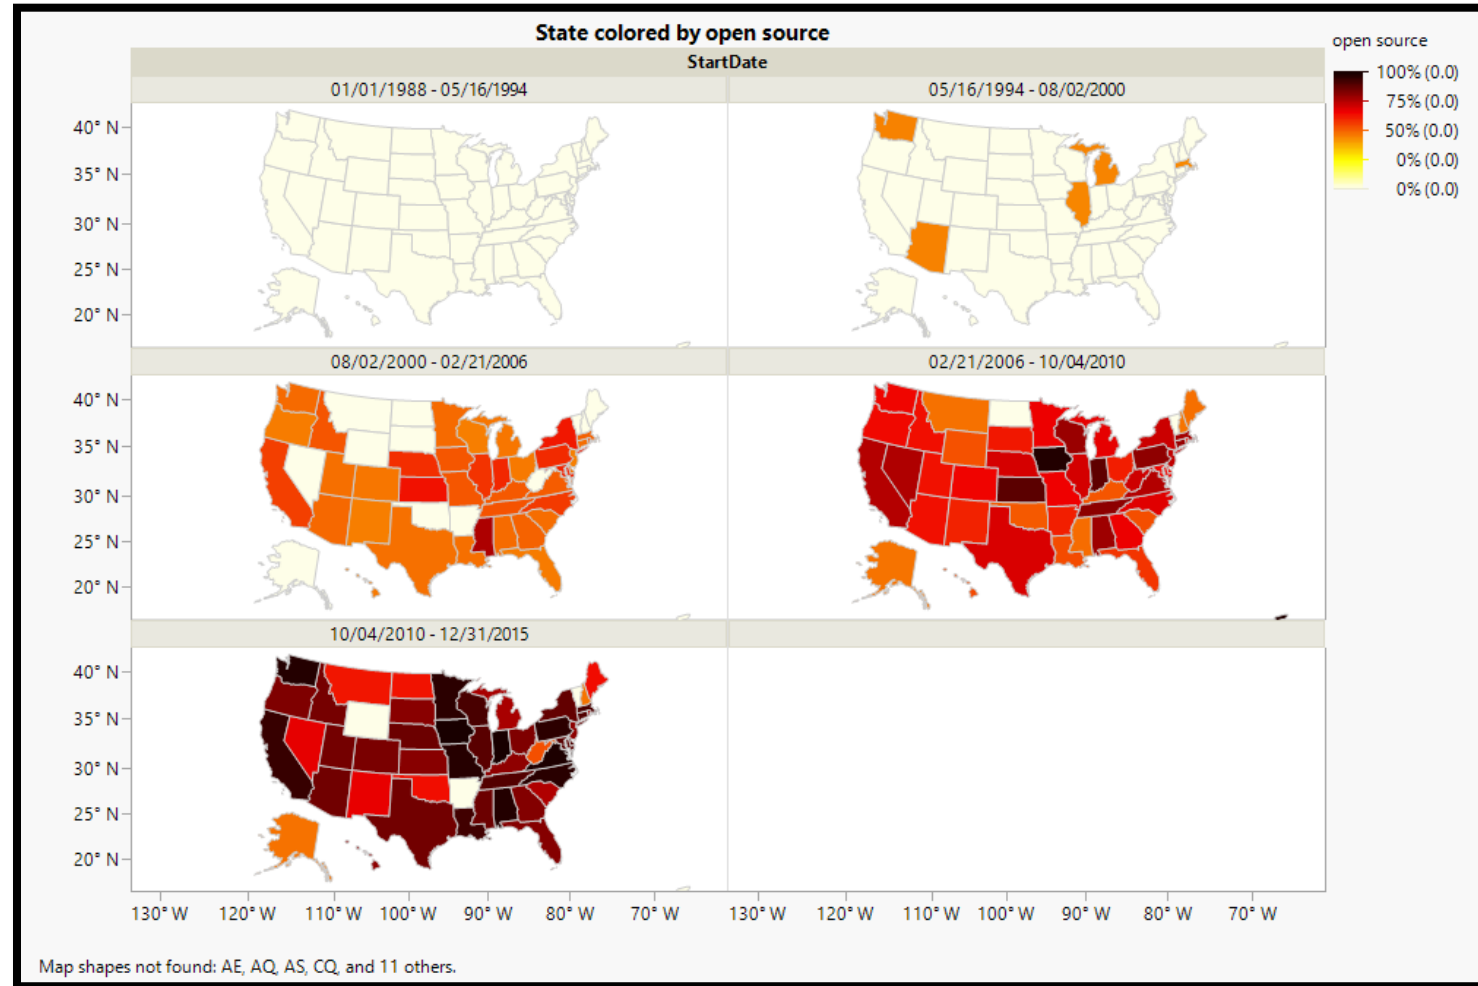 State colored by open source
StartDate
01/01/1988 - 05/16/1994
05/16/1994 - 08/02/2000
40° N
35° N
30° N
25° N
20° N
08/02/2000 - 02/21/2006
02/21/2006 - 10/04/2010
40° N
35° N
30° N
25° N
20° N
10/04/2010 - 12/31/2015
40° N
35° N
30° N
25° N
20° N
130° W 120° W 110° W 100° W 90° W 80° W 70° W
130° W 120° W 110° W 100° W 90° W 80° W 70° W
open source
100% (0.0)
75% (0.0)
50% (0.0)
0% (0.0)
0% (0.0)
Map shapes not found: AE, AQ, AS, CQ, and 11 others.